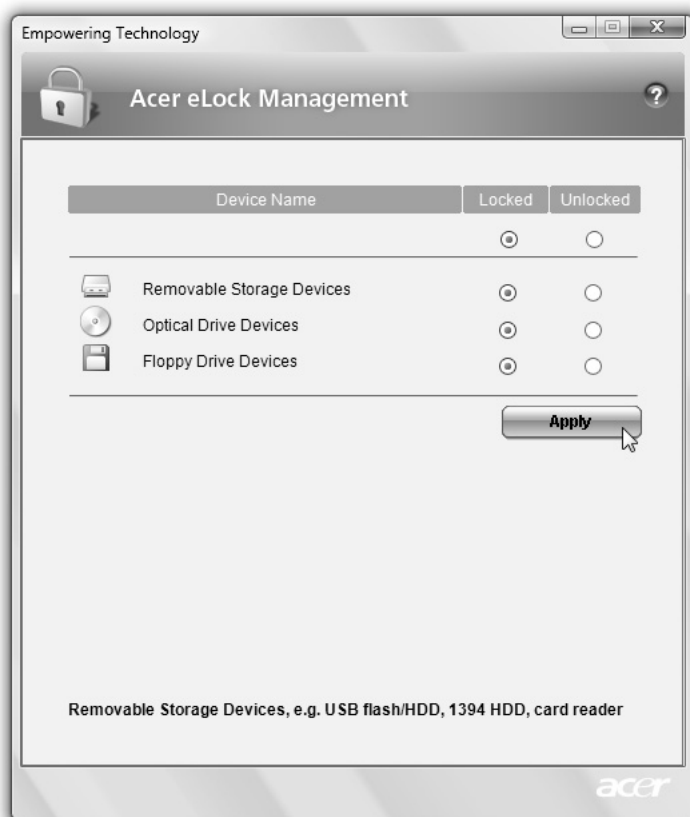 Empowering Technology
Acer eLock Management
?
Device Name Locked Unlocked
Removable Storage Devices
Optical Drive Devices
Floppy Drive Devices
Apply
Removable Storage Devices, e.g. USB flash/HDD, 1394 HDD, card reader
acer